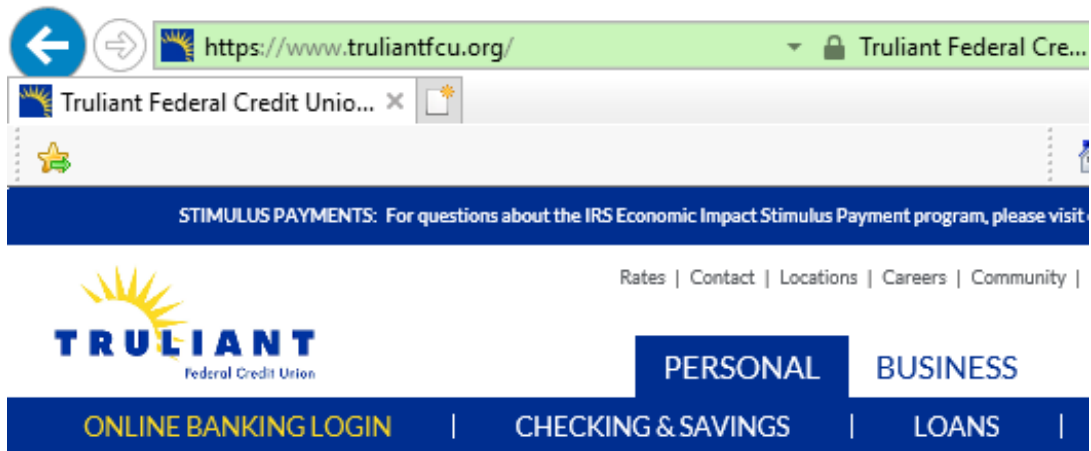 https://www.truliantfcu.org/ Truliant Federal Cre...
Truliant Federal Credit Unio...
STIMULUS PAYMENTS: For questions about the IRS Economic Impact Stimulus Payment program, please visit
Rates | Contact | Locations | Careers | Community |
TRULIANT
Federal Credit Union
PERSONAL BUSINESS
ONLINE BANKING LOGIN | CHECKING & SAVINGS | LOANS |